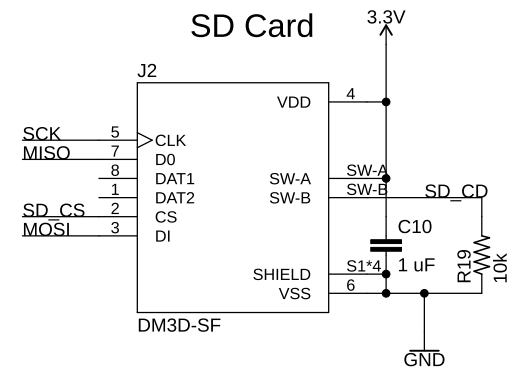 SD Card
3.3V
J2
VDD 4
SCK 5 CLK
MISO 7 D0
8 DAT1
1 DAT2
SD_CS 2 CS
MOSI 3 DI
SW-A SW-A
SW-B SW-B SD_CD
C10
1 uF
R19
10k
SHIELD S1*4
VSS 6
DM3D-SF
GND